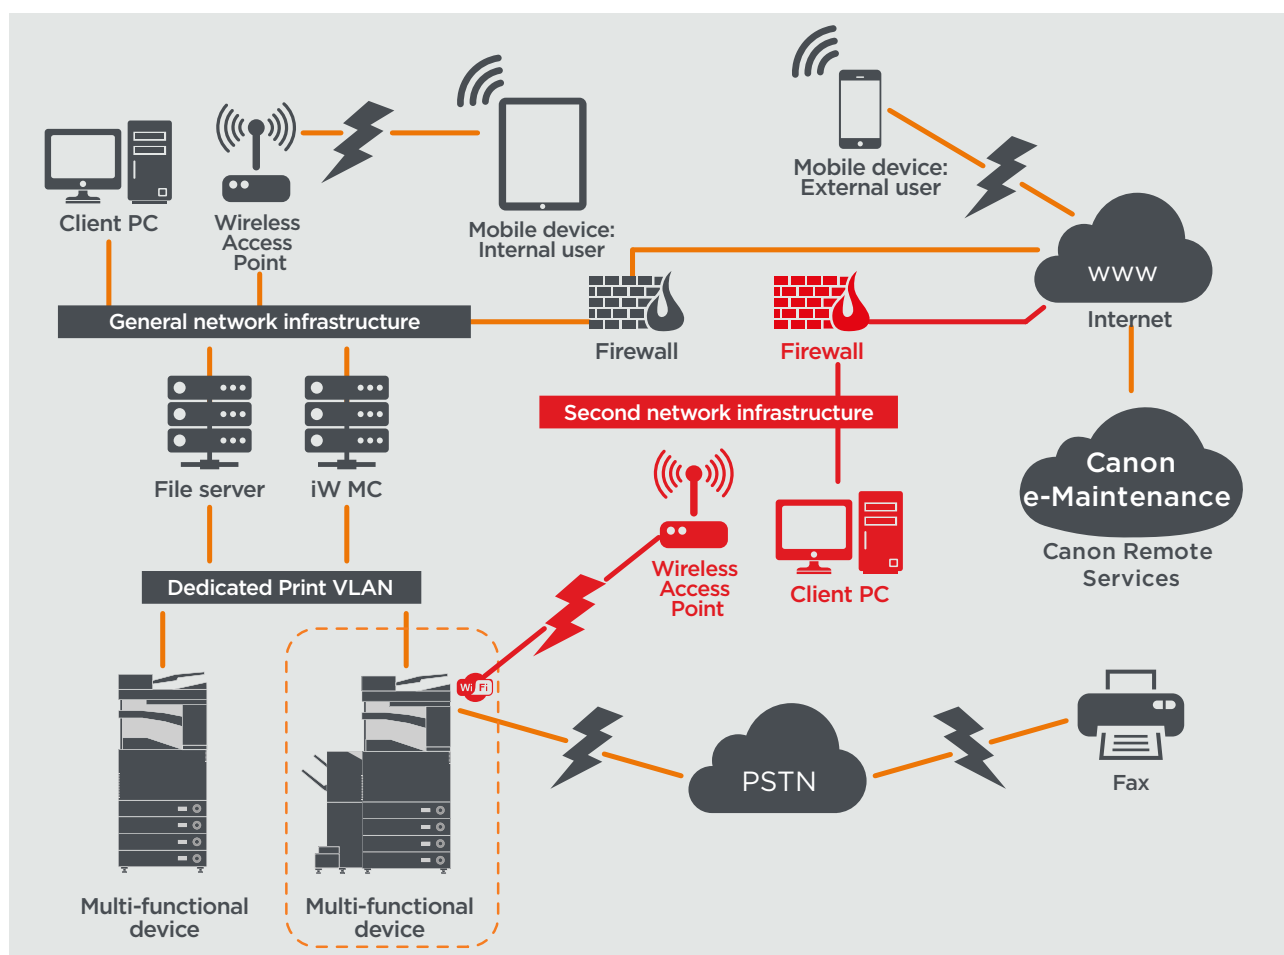 Client PC
Wireless
Access
Point
Mobile device:
Internal user
Mobile device:
External user
www
Internet
General network infrastructure
Firewall
Firewall
Second network infrastructure
File server
iW MC
Canon
e-Maintenance
Canon Remote
Services
Wireless
Access
Point
Client PC
Dedicated Print VLAN
Wi Fi
PSTN
Fax
Multi-functional
device
Multi-functional
device